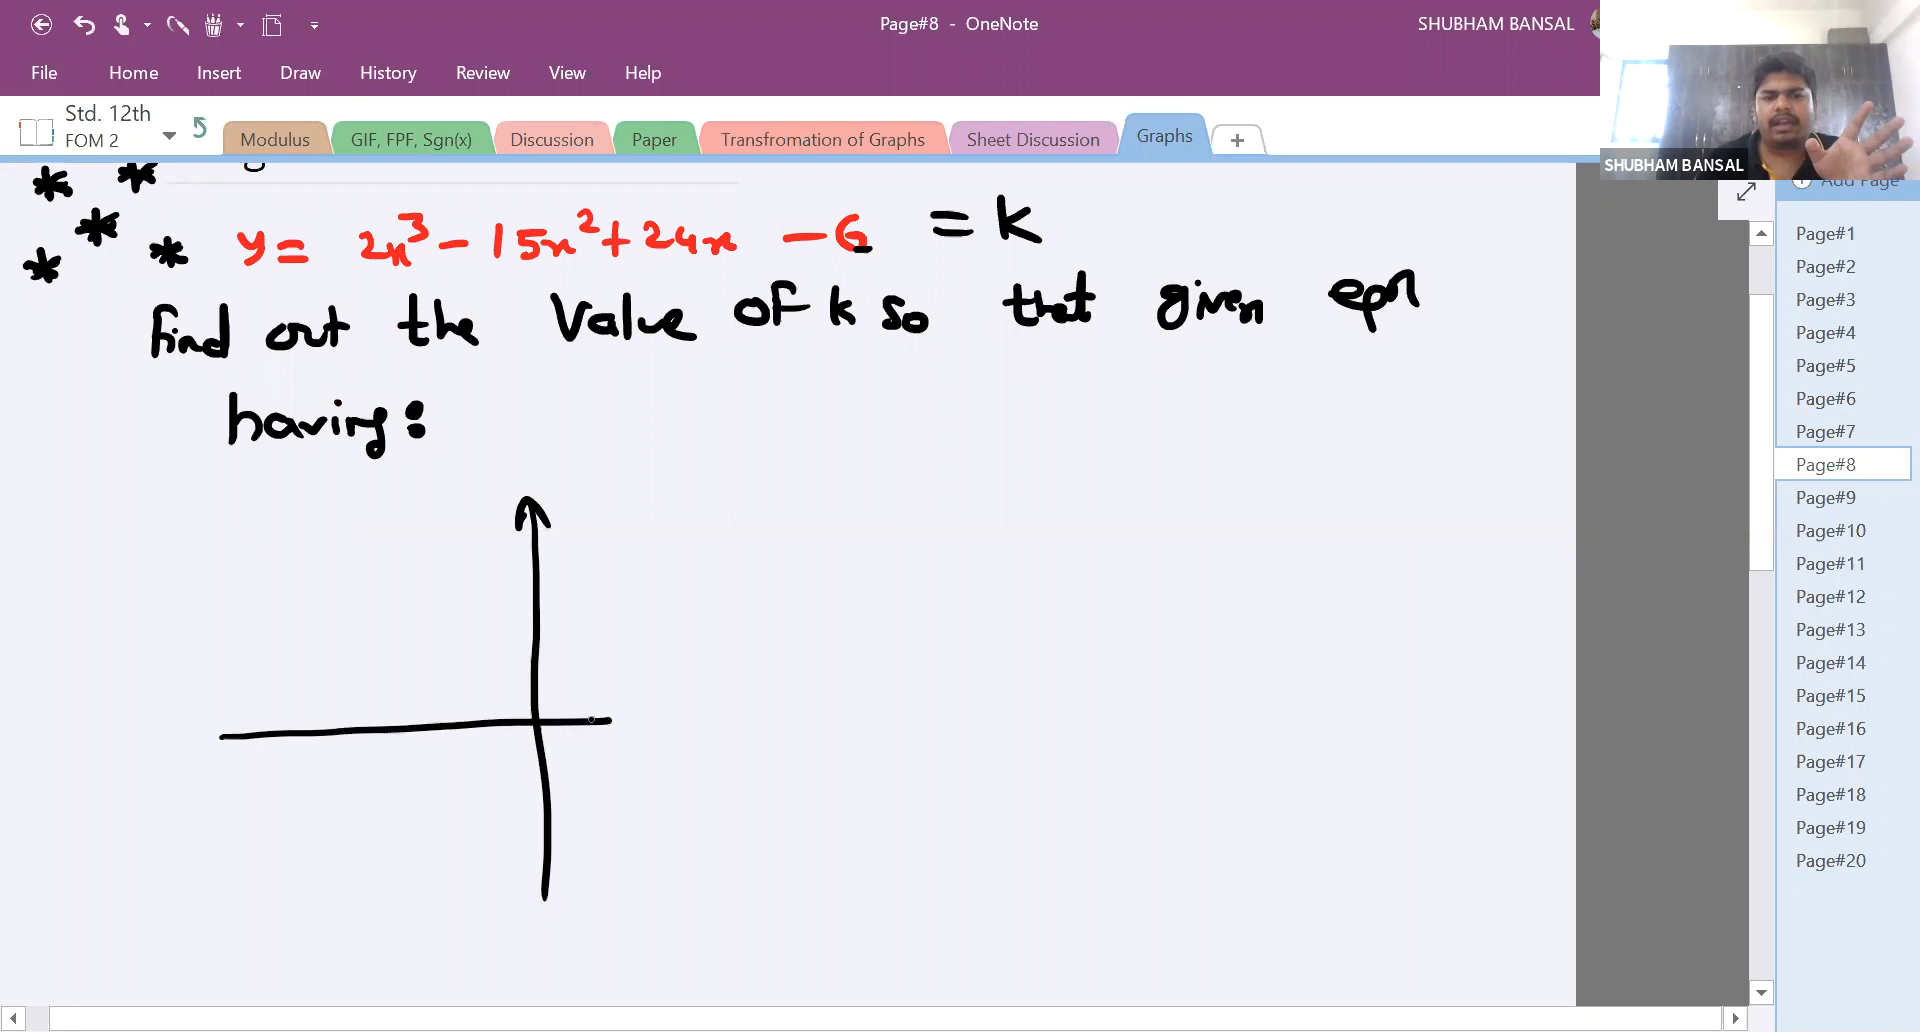 Page#8 - OneNote
SHUBHAM BANSAL
File Home Insert Draw History Review View Help
Std. 12th
FOM 2
Modulus GIF, FPF, Sgn(x) Discussion Paper Transfromation of Graphs Sheet Discussion Graphs +
SHUBHAM BANSAL
Add Page
* *
* *
*
y = 2x³ - 15x² + 24x - 6 = k
Find out the Value of k so that given eqn
having:
Page#1
Page#2
Page#3
Page#4
Page#5
Page#6
Page#7
Page#8
Page#9
Page#10
Page#11
Page#12
Page#13
Page#14
Page#15
Page#16
Page#17
Page#18
Page#19
Page#20